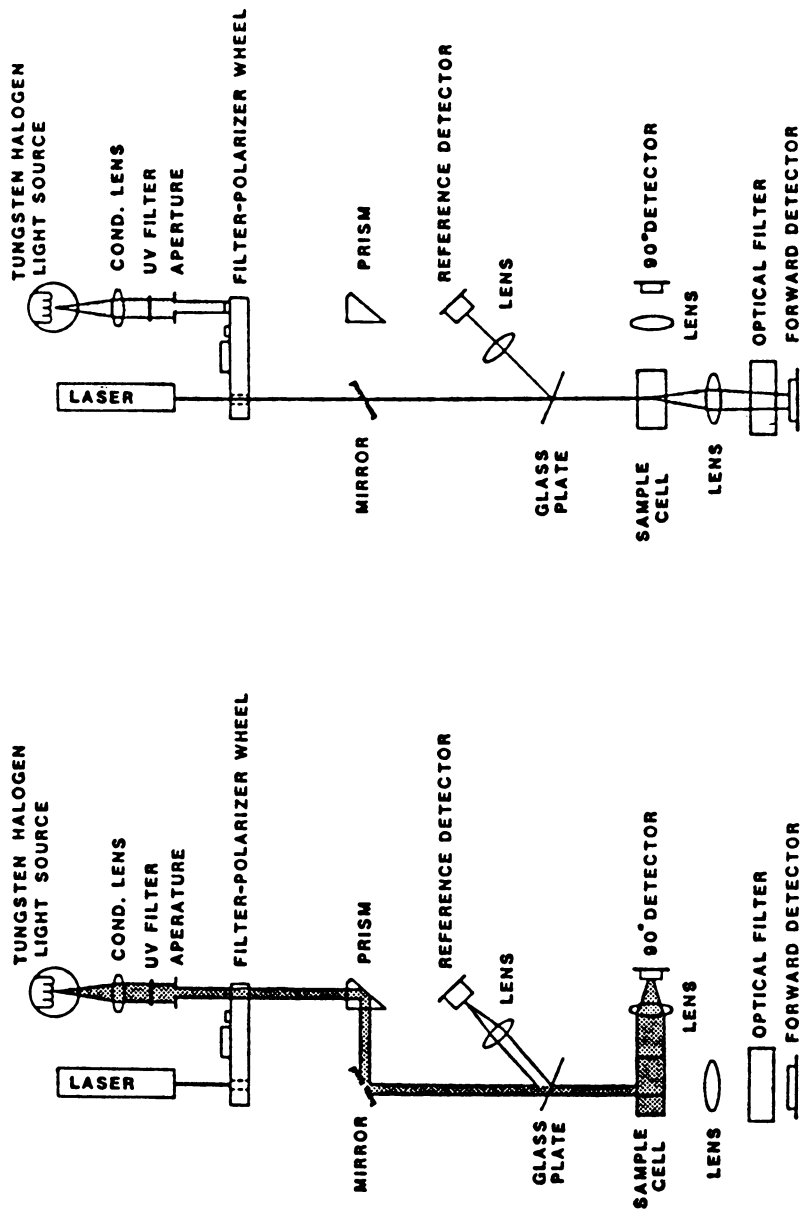 TUNGSTEN HALOGEN
LIGHT SOURCE
COND. LENS
UV FILTER
APERTURE
FILTER-POLARIZER WHEEL
LASER
PRISM
MIRROR
REFERENCE DETECTOR
LENS
GLASS
PLATE
90° DETECTOR
LENS
SAMPLE
CELL
LENS
OPTICAL FILTER
FORWARD DETECTOR
TUNGSTEN HALOGEN
LIGHT SOURCE
COND. LENS
UV FILTER
APERATURE
FILTER-POLARIZER WHEEL
LASER
PRISM
MIRROR
REFERENCE DETECTOR
LENS
GLASS
PLATE
90° DETECTOR
LENS
SAMPLE
CELL
LENS
OPTICAL FILTER
FORWARD DETECTOR